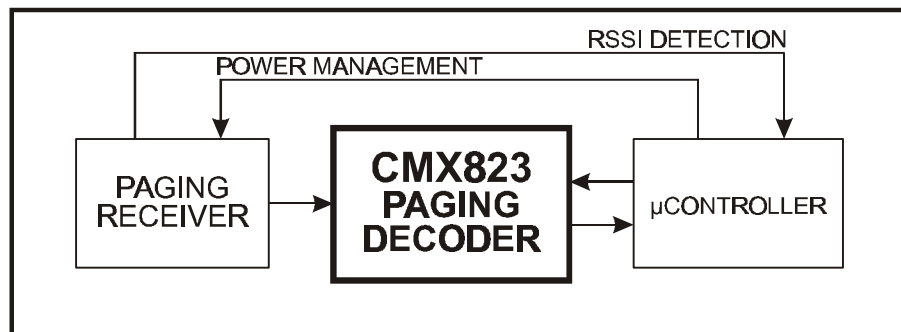 RSSI DETECTION
POWER MANAGEMENT
PAGING
RECEIVER
CMX823
PAGING
DECODER
µCONTROLLER